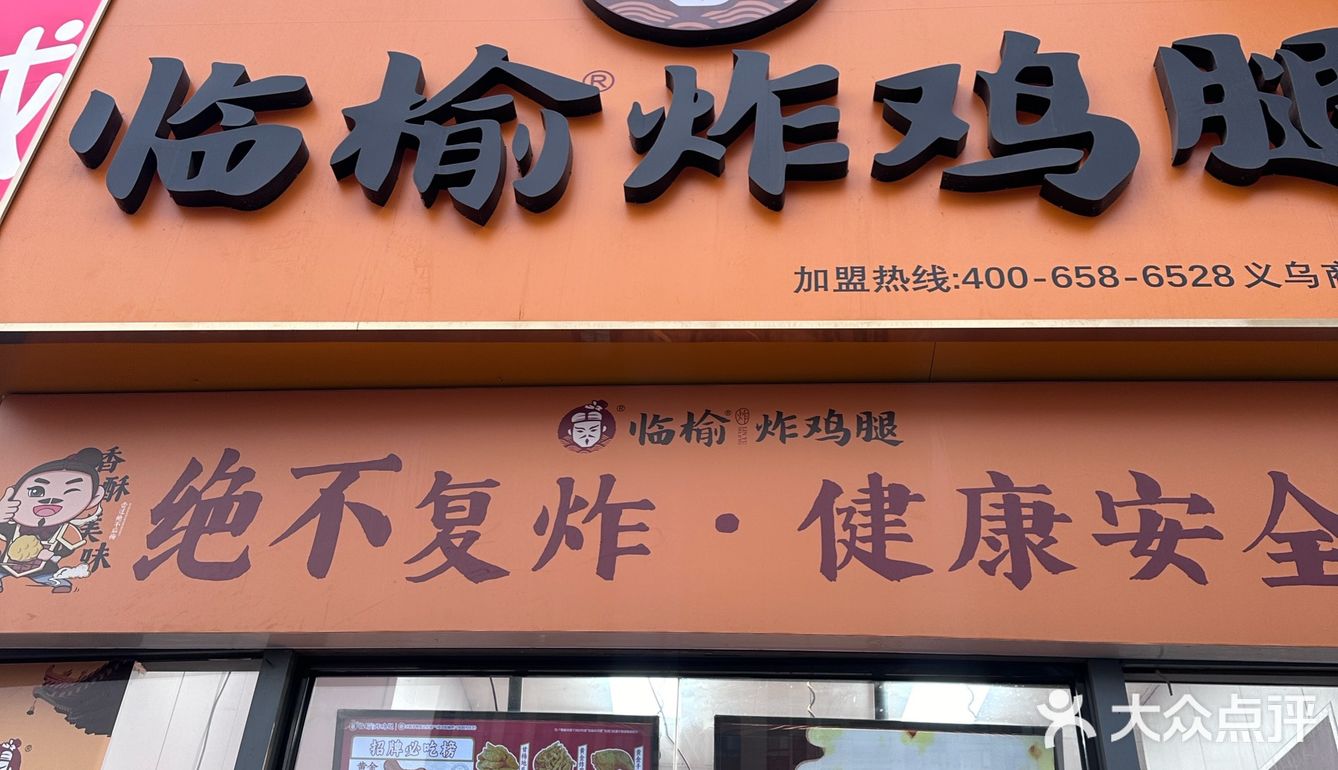 临榆®炸鸡腿
加盟热线:400-658-6528 义乌商
®临榆®炸鸡腿
香酥美味
绝不复炸·健康安全
招牌必吃榜
黄金
大众点评